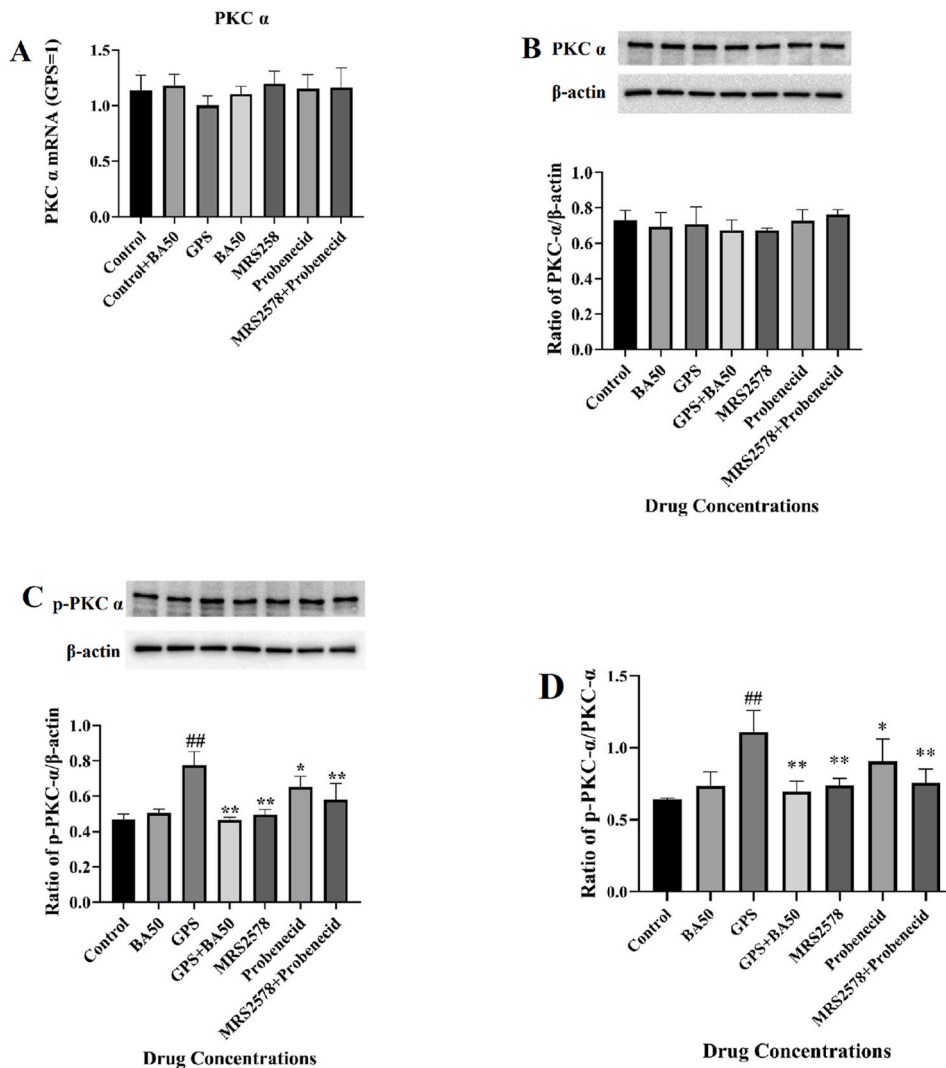 A
PKC α
PKC α mRNA (GPS=1)
1.5
1.0
0.5
0.0
Control
Control+BA50
GPS
BA50
MRS258
Probenecid
MRS2578+Probenecid
B
PKC α
β-actin
Ratio of PKC-α/β-actin
1.0
0.8
0.6
0.4
0.2
0.0
Control
BA50
GPS
GPS+BA50
MRS2578
Probenecid
MRS2578+Probenecid
Drug Concentrations
C
p-PKC α
β-actin
Ratio of p-PKC-α/β-actin
1.0
0.8
0.6
0.4
0.2
0.0
##
**
**
*
**
Control
BA50
GPS
GPS+BA50
MRS2578
Probenecid
MRS2578+Probenecid
Drug Concentrations
D
Ratio of p-PKC-α/PKC-α
1.5
1.0
0.5
0.0
##
**
**
*
**
Control
BA50
GPS
GPS+BA50
MRS2578
Probenecid
MRS2578+Probenecid
Drug Concentrations